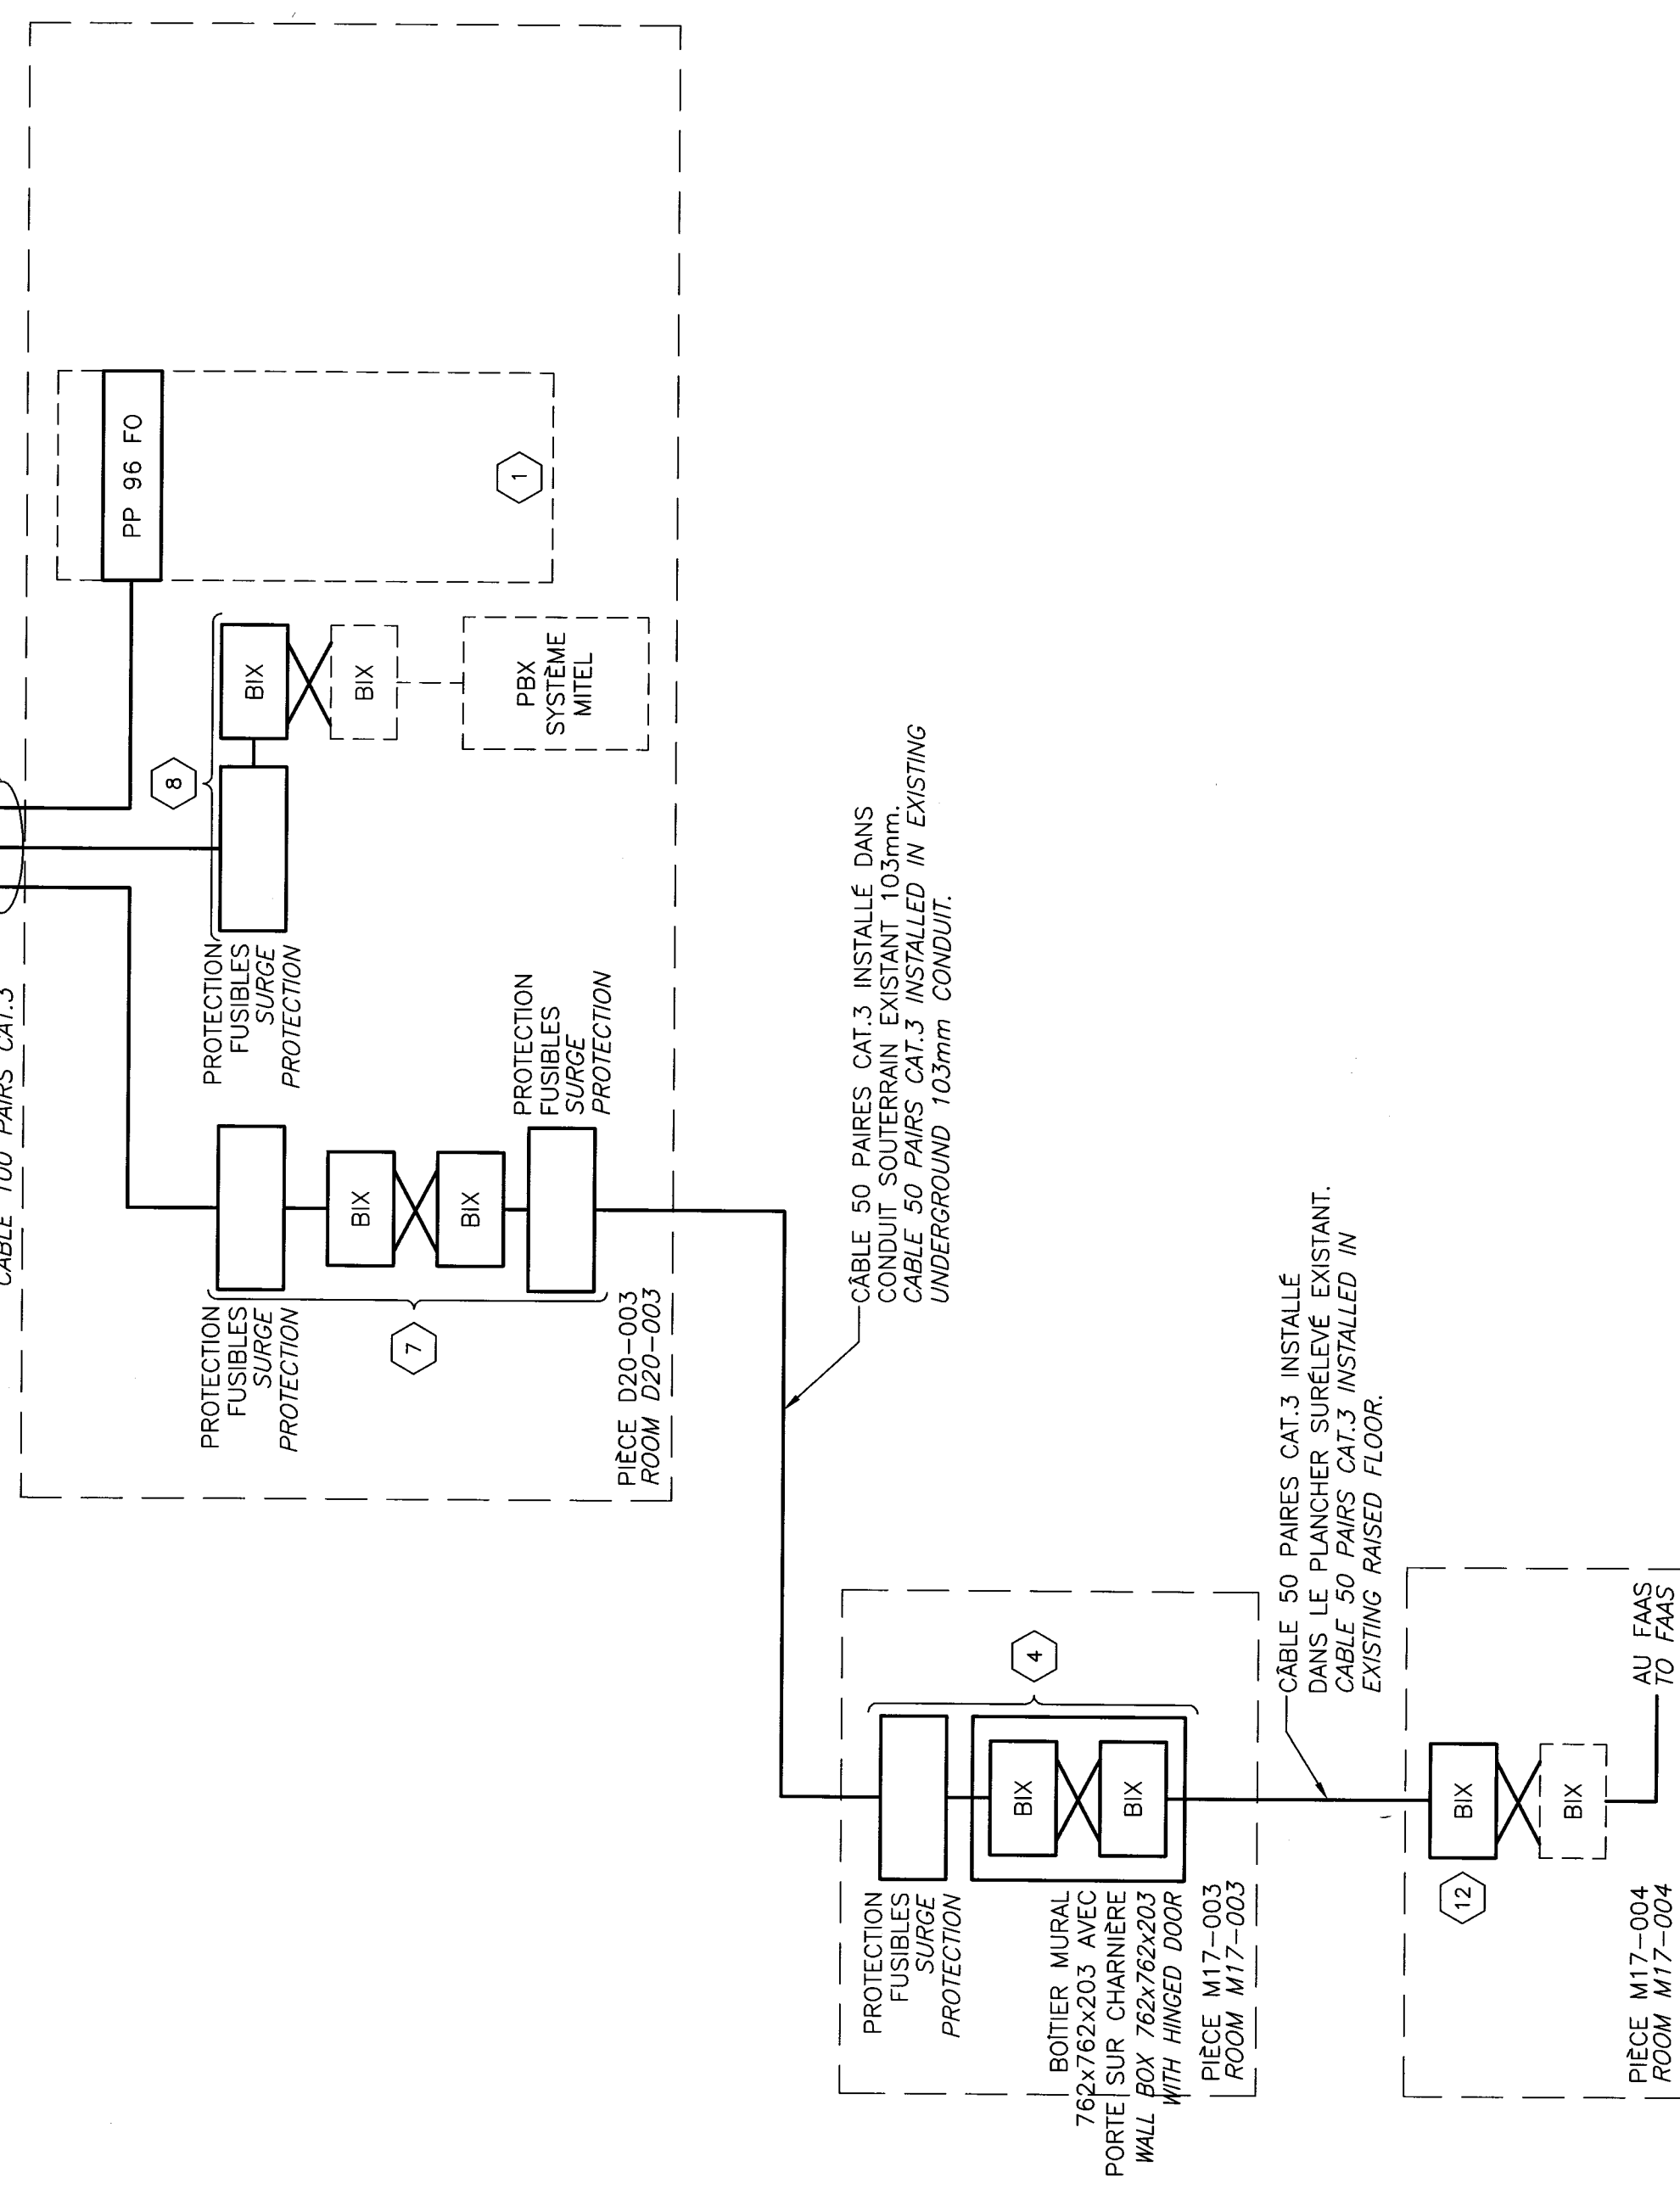 CABLE 100 PAIRS CAT.3
PP 96 FO
1
8
BIX
BIX
PBX
SYSTÈME
MITEL
PROTECTION
FUSIBLES
SURGE
PROTECTION
PROTECTION
FUSIBLES
SURGE
PROTECTION
BIX
BIX
PROTECTION
FUSIBLES
SURGE
PROTECTION
7
PIÈCE D20-003
ROOM D20-003
CÂBLE 50 PAIRES CAT.3 INSTALLÉ DANS
CONDUIT SOUTERRAIN EXISTANT 103mm.
CABLE 50 PAIRS CAT.3 INSTALLED IN EXISTING
UNDERGROUND 103mm CONDUIT.
PROTECTION
FUSIBLES
SURGE
PROTECTION
BIX
BIX
4
BOÎTIER MURAL
762x762x203 AVEC
PORTE SUR CHARNIÈRE
WALL BOX 762x762x203
WITH HINGED DOOR
PIÈCE M17-003
ROOM M17-003
CÂBLE 50 PAIRES CAT.3 INSTALLÉ
DANS LE PLANCHER SURÉLEVÉ EXISTANT.
CABLE 50 PAIRS CAT.3 INSTALLED IN
EXISTING RAISED FLOOR.
12
BIX
BIX
AU FAAS
TO FAAS
PIÈCE M17-004
ROOM M17-004